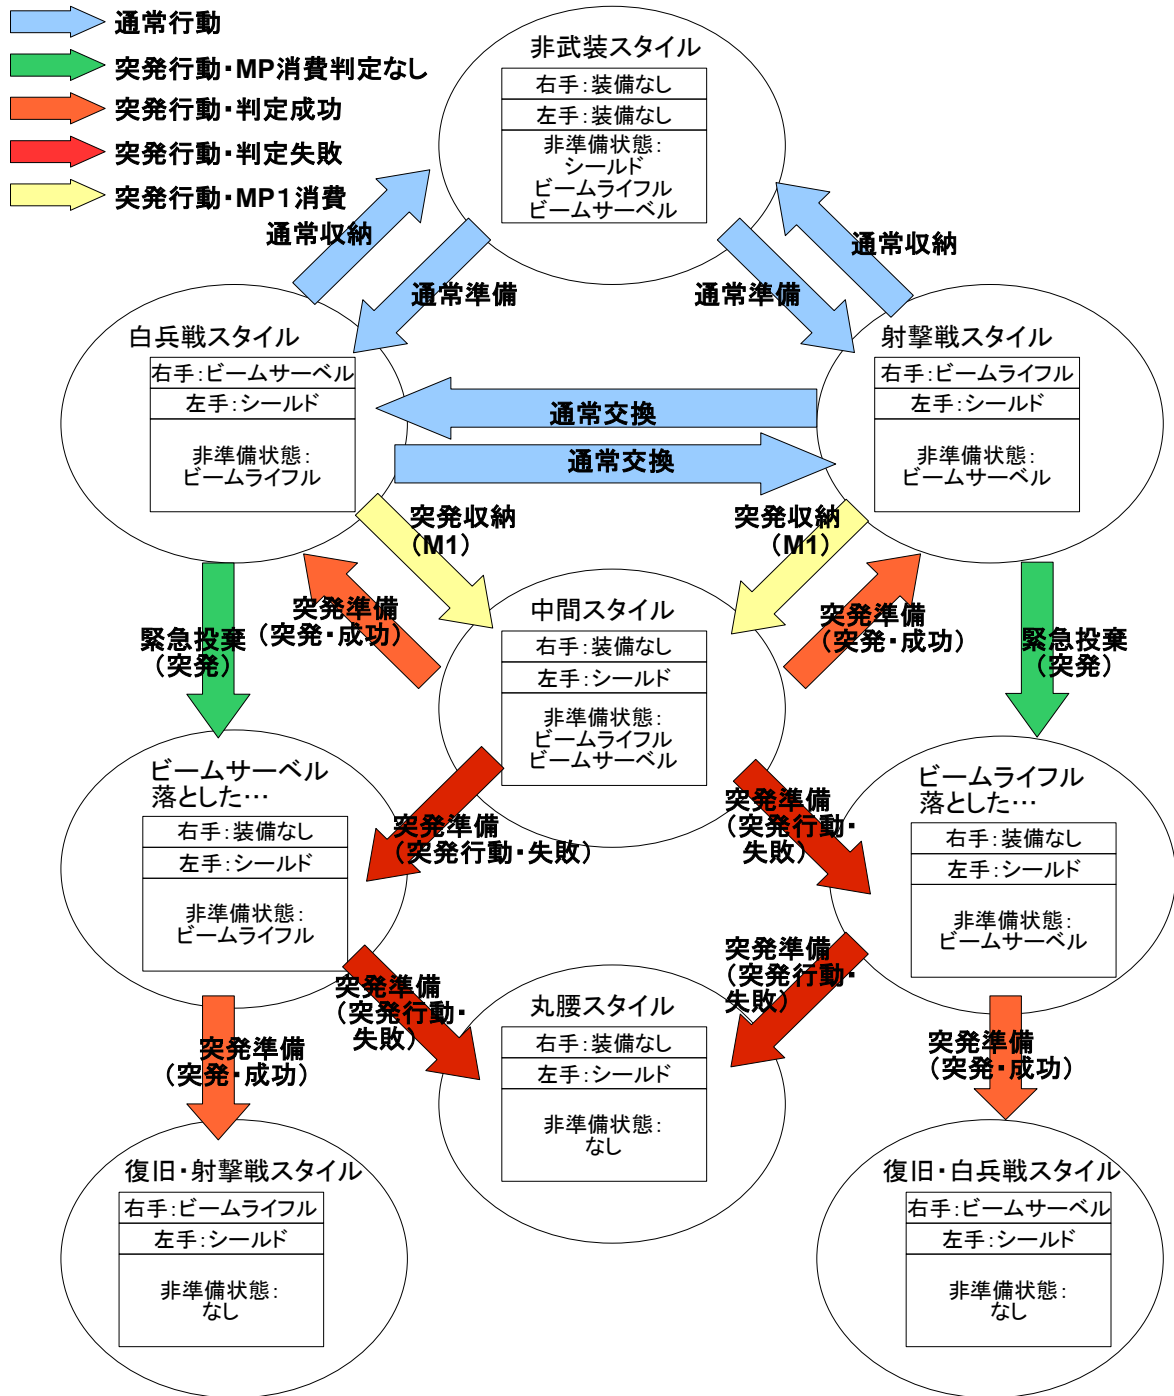 通常行動
突発行動・MP消費判定なし
突発行動・判定成功
突発行動・判定失敗
突発行動・MP1消費
非武装スタイル
右手：装備なし
左手：装備なし
非準備状態：
シールド
ビームライフル
ビームサーベル
通常収納
通常準備
通常準備
通常収納
白兵戦スタイル
右手：ビームサーベル
左手：シールド
非準備状態：
ビームライフル
通常交換
通常交換
射撃戦スタイル
右手：ビームライフル
左手：シールド
非準備状態：
ビームサーベル
突発収納
（M1）
突発収納
（M1）
突発準備
（突発・成功）
突発準備
（突発・成功）
緊急投棄
（突発）
緊急投棄
（突発）
中間スタイル
右手：装備なし
左手：シールド
非準備状態：
ビームライフル
ビームサーベル
ビームサーベル
落とした…
右手：装備なし
左手：シールド
非準備状態：
ビームライフル
突発準備
（突発行動・失敗）
突発準備
（突発行動・
失敗）
ビームライフル
落とした…
右手：装備なし
左手：シールド
非準備状態：
ビームサーベル
突発準備
（突発行動・
失敗）
突発準備
（突発行動・
失敗）
丸腰スタイル
右手：装備なし
左手：シールド
非準備状態：
なし
突発準備
（突発・成功）
突発準備
（突発・成功）
復旧・射撃戦スタイル
右手：ビームライフル
左手：シールド
非準備状態：
なし
復旧・白兵戦スタイル
右手：ビームサーベル
左手：シールド
非準備状態：
なし